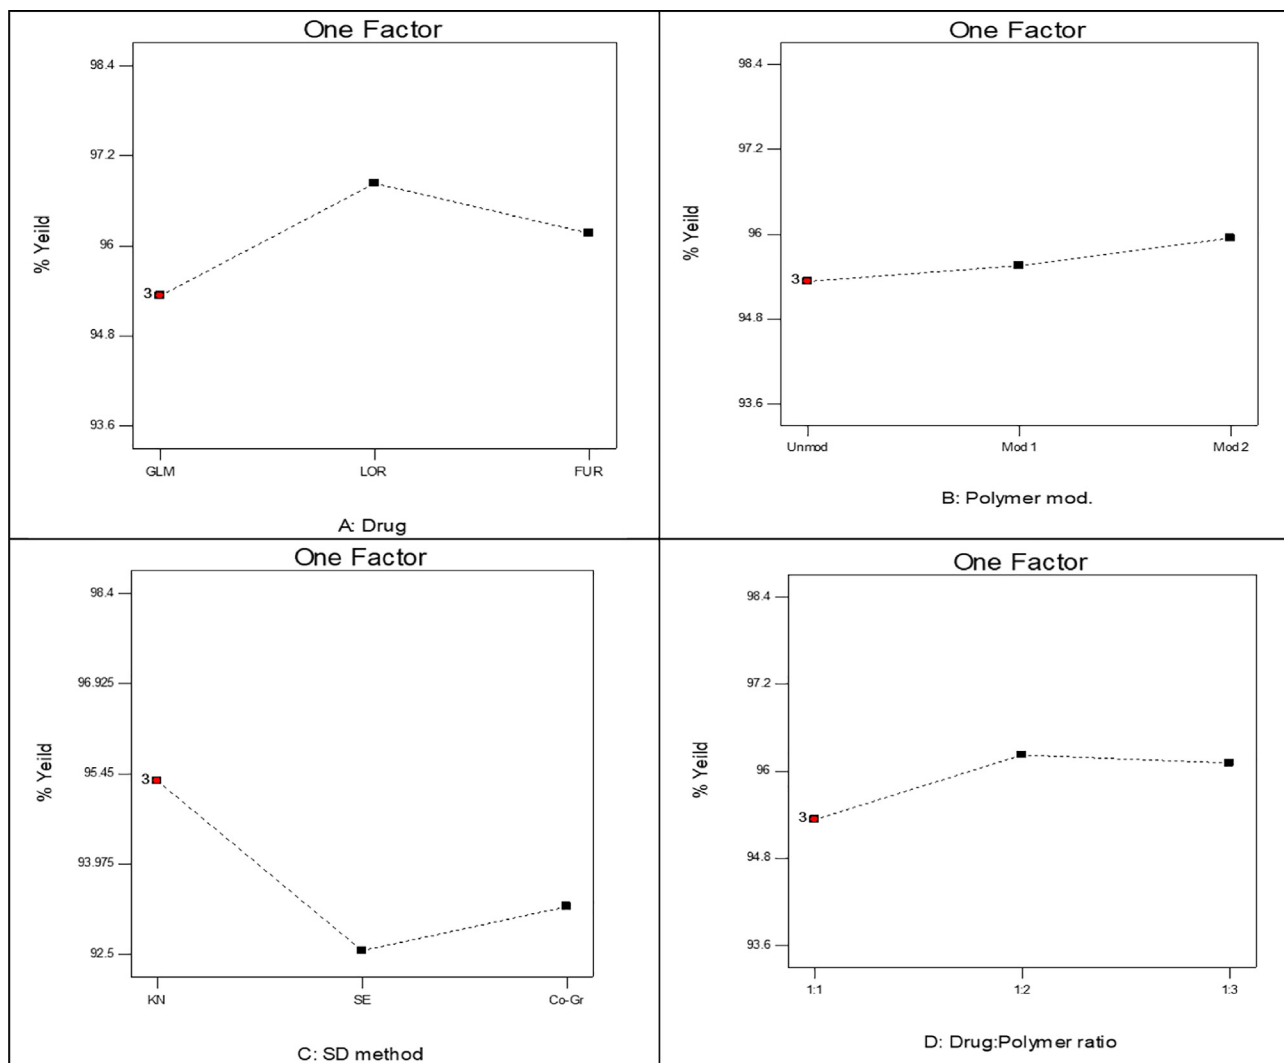 One Factor
98.4
97.2
96
94.8
93.6
% Yeild
3
GLM LOR FUR
A: Drug
One Factor
98.4
97.2
96
94.8
93.6
% Yeild
3
Unmod Mod 1 Mod 2
B: Polymer mod.
One Factor
98.4
96.925
95.45
93.975
92.5
% Yeild
3
KN SE Co-Gr
C: SD method
One Factor
98.4
97.2
96
94.8
93.6
% Yeild
3
1:1 1:2 1:3
D: Drug:Polymer ratio